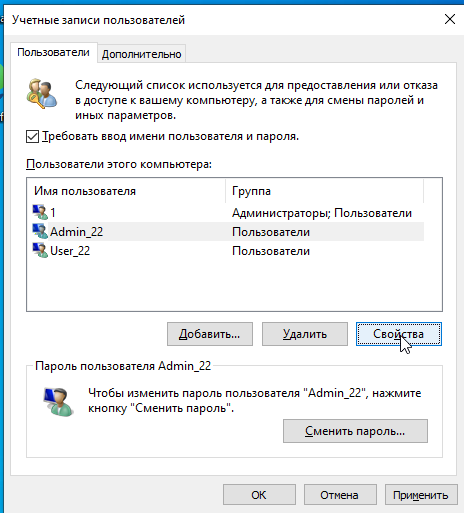 Учетные записи пользователей
Пользователи Дополнительно
Следующий список используется для предоставления или отказа
в доступе к вашему компьютеру, а также для смены паролей и
иных параметров.
Требовать ввод имени пользователя и пароля.
Пользователи этого компьютера:
Имя пользователя Группа
1 Администраторы; Пользователи
Admin_22 Пользователи
User_22 Пользователи
Добавить... Удалить Свойства
Пароль пользователя Admin_22
Чтобы изменить пароль пользователя "Admin_22", нажмите
кнопку "Сменить пароль".
Сменить пароль...
ОК Отмена Применить